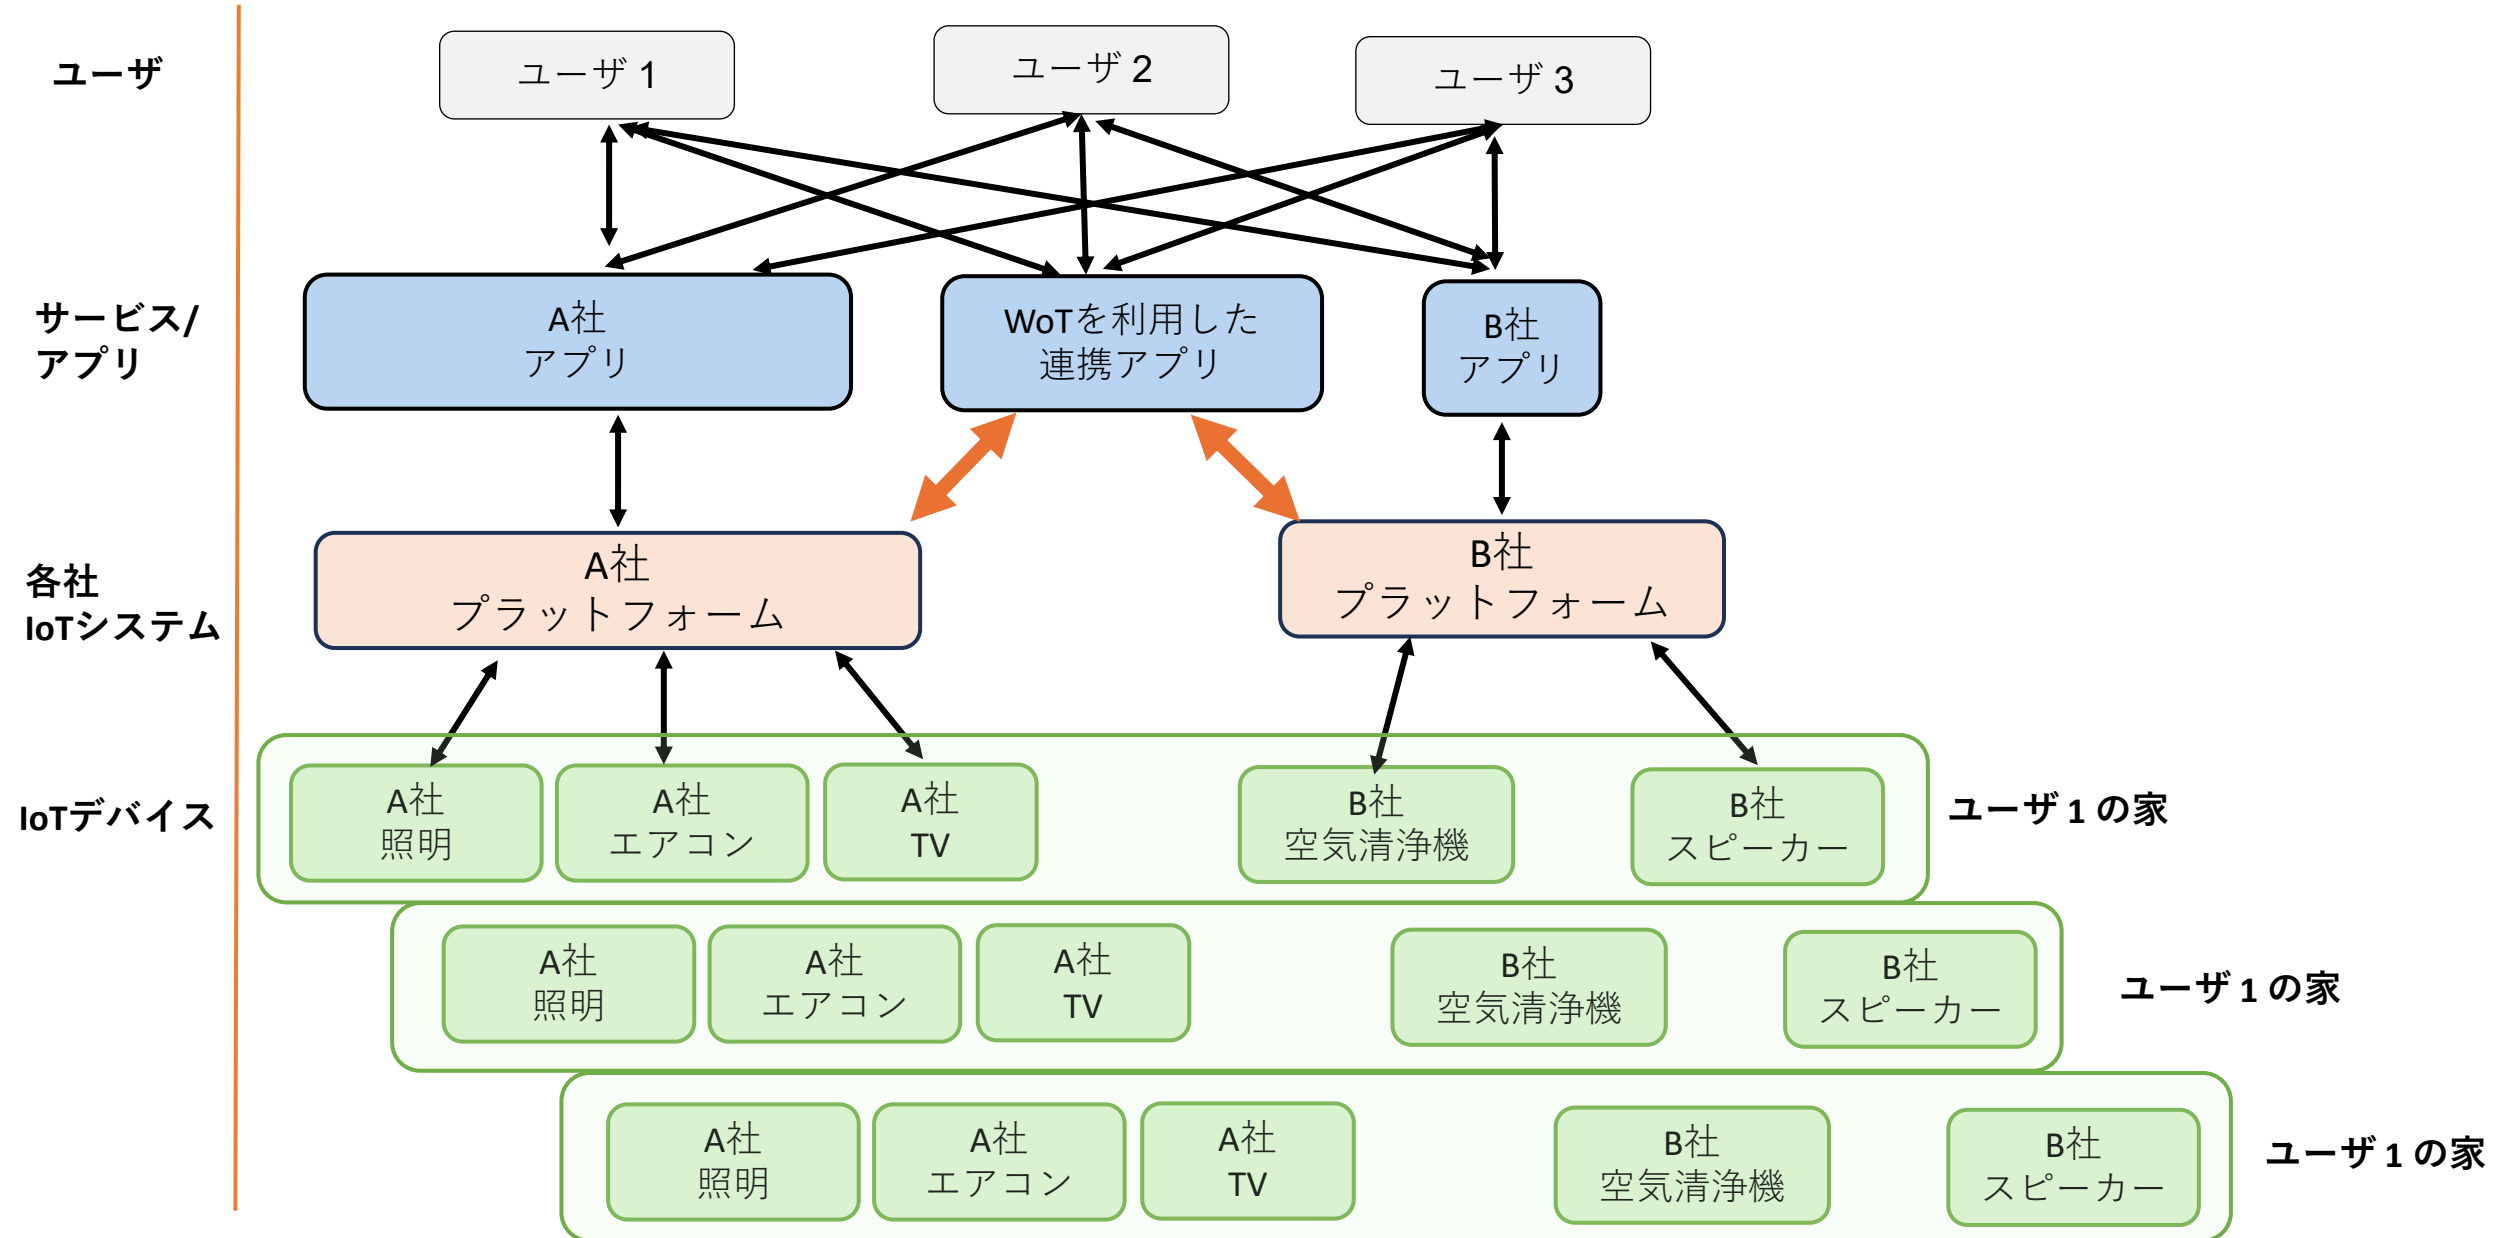 ユーザ
ユーザ 1
ユーザ 2
ユーザ 3
サービス/
アプリ
A社
アプリ
WoTを利用した
連携アプリ
B社
アプリ
各社
IoTシステム
A社
プラットフォーム
B社
プラットフォーム
IoTデバイス
A社
照明
A社
エアコン
A社
TV
B社
空気清浄機
B社
スピーカー
ユーザ 1 の家
A社
照明
A社
エアコン
A社
TV
B社
空気清浄機
B社
スピーカー
ユーザ 1 の家
A社
照明
A社
エアコン
A社
TV
B社
空気清浄機
B社
スピーカー
ユーザ 1 の家